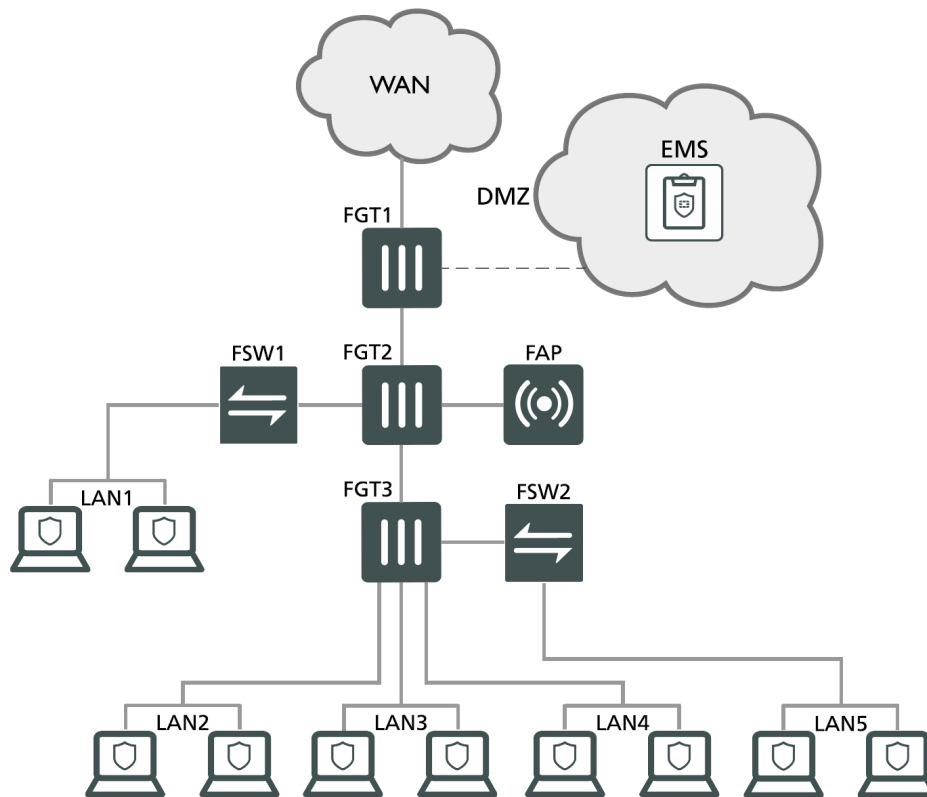 WAN
EMS
DMZ
FGT1
FSW1
FGT2
FAP
LAN1
FGT3
FSW2
LAN2
LAN3
LAN4
LAN5